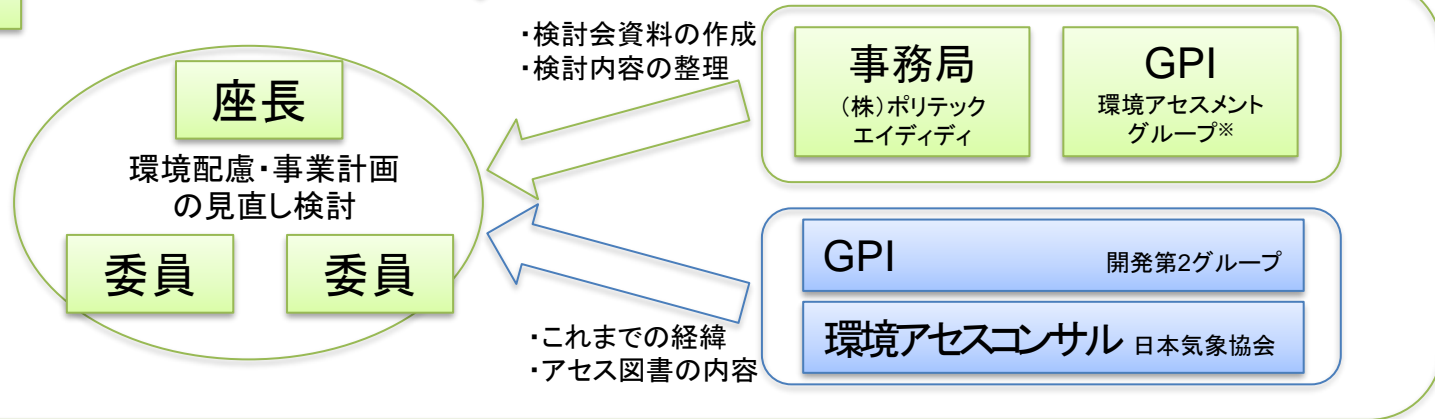 座長
環境配慮・事業計画
の見直し検討
委員
委員
・検討会資料の作成
・検討内容の整理
事務局
（株）ポリテック
エイディディ
GPI
環境アセスメント
グループ※
GPI 開発第2グループ
環境アセスコンサル 日本気象協会
・これまでの経緯
・アセス図書の内容